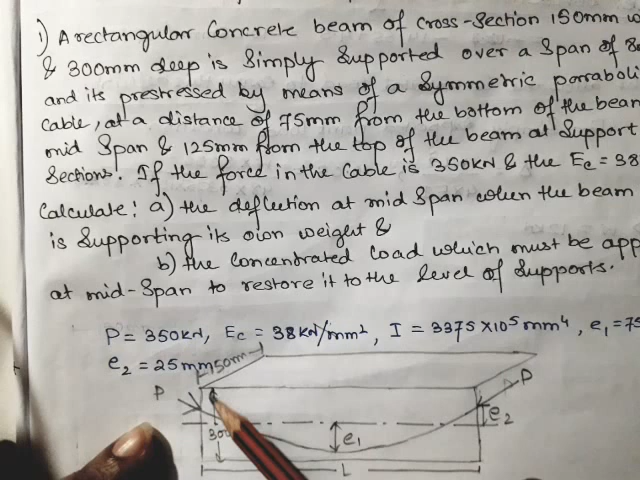 1) A rectangular Concrete beam of cross-section 150mm w
& 300mm deep is Simply Supported over a Span of 8
and its prestressed by means of a symmetric paraboli
Cable, at a distance of 75mm from the bottom of the bean
mid Span & 125mm from the top of the beam at Support
Sections. If the force in the Cable is 350KN & the Ec = 38
Calculate: a) the deflection at mid Span when the beam
is Supporting its own weight &
b) the Concentrated Load which must be app
at mid-Span to restore it to the level of Supports.
P = 350KN, Ec = 38KN/mm², I = 3375 X10⁵ mm⁴, e₁ = 75
e₂ = 25mm
50m
P
P
e₂
e₁
300
L